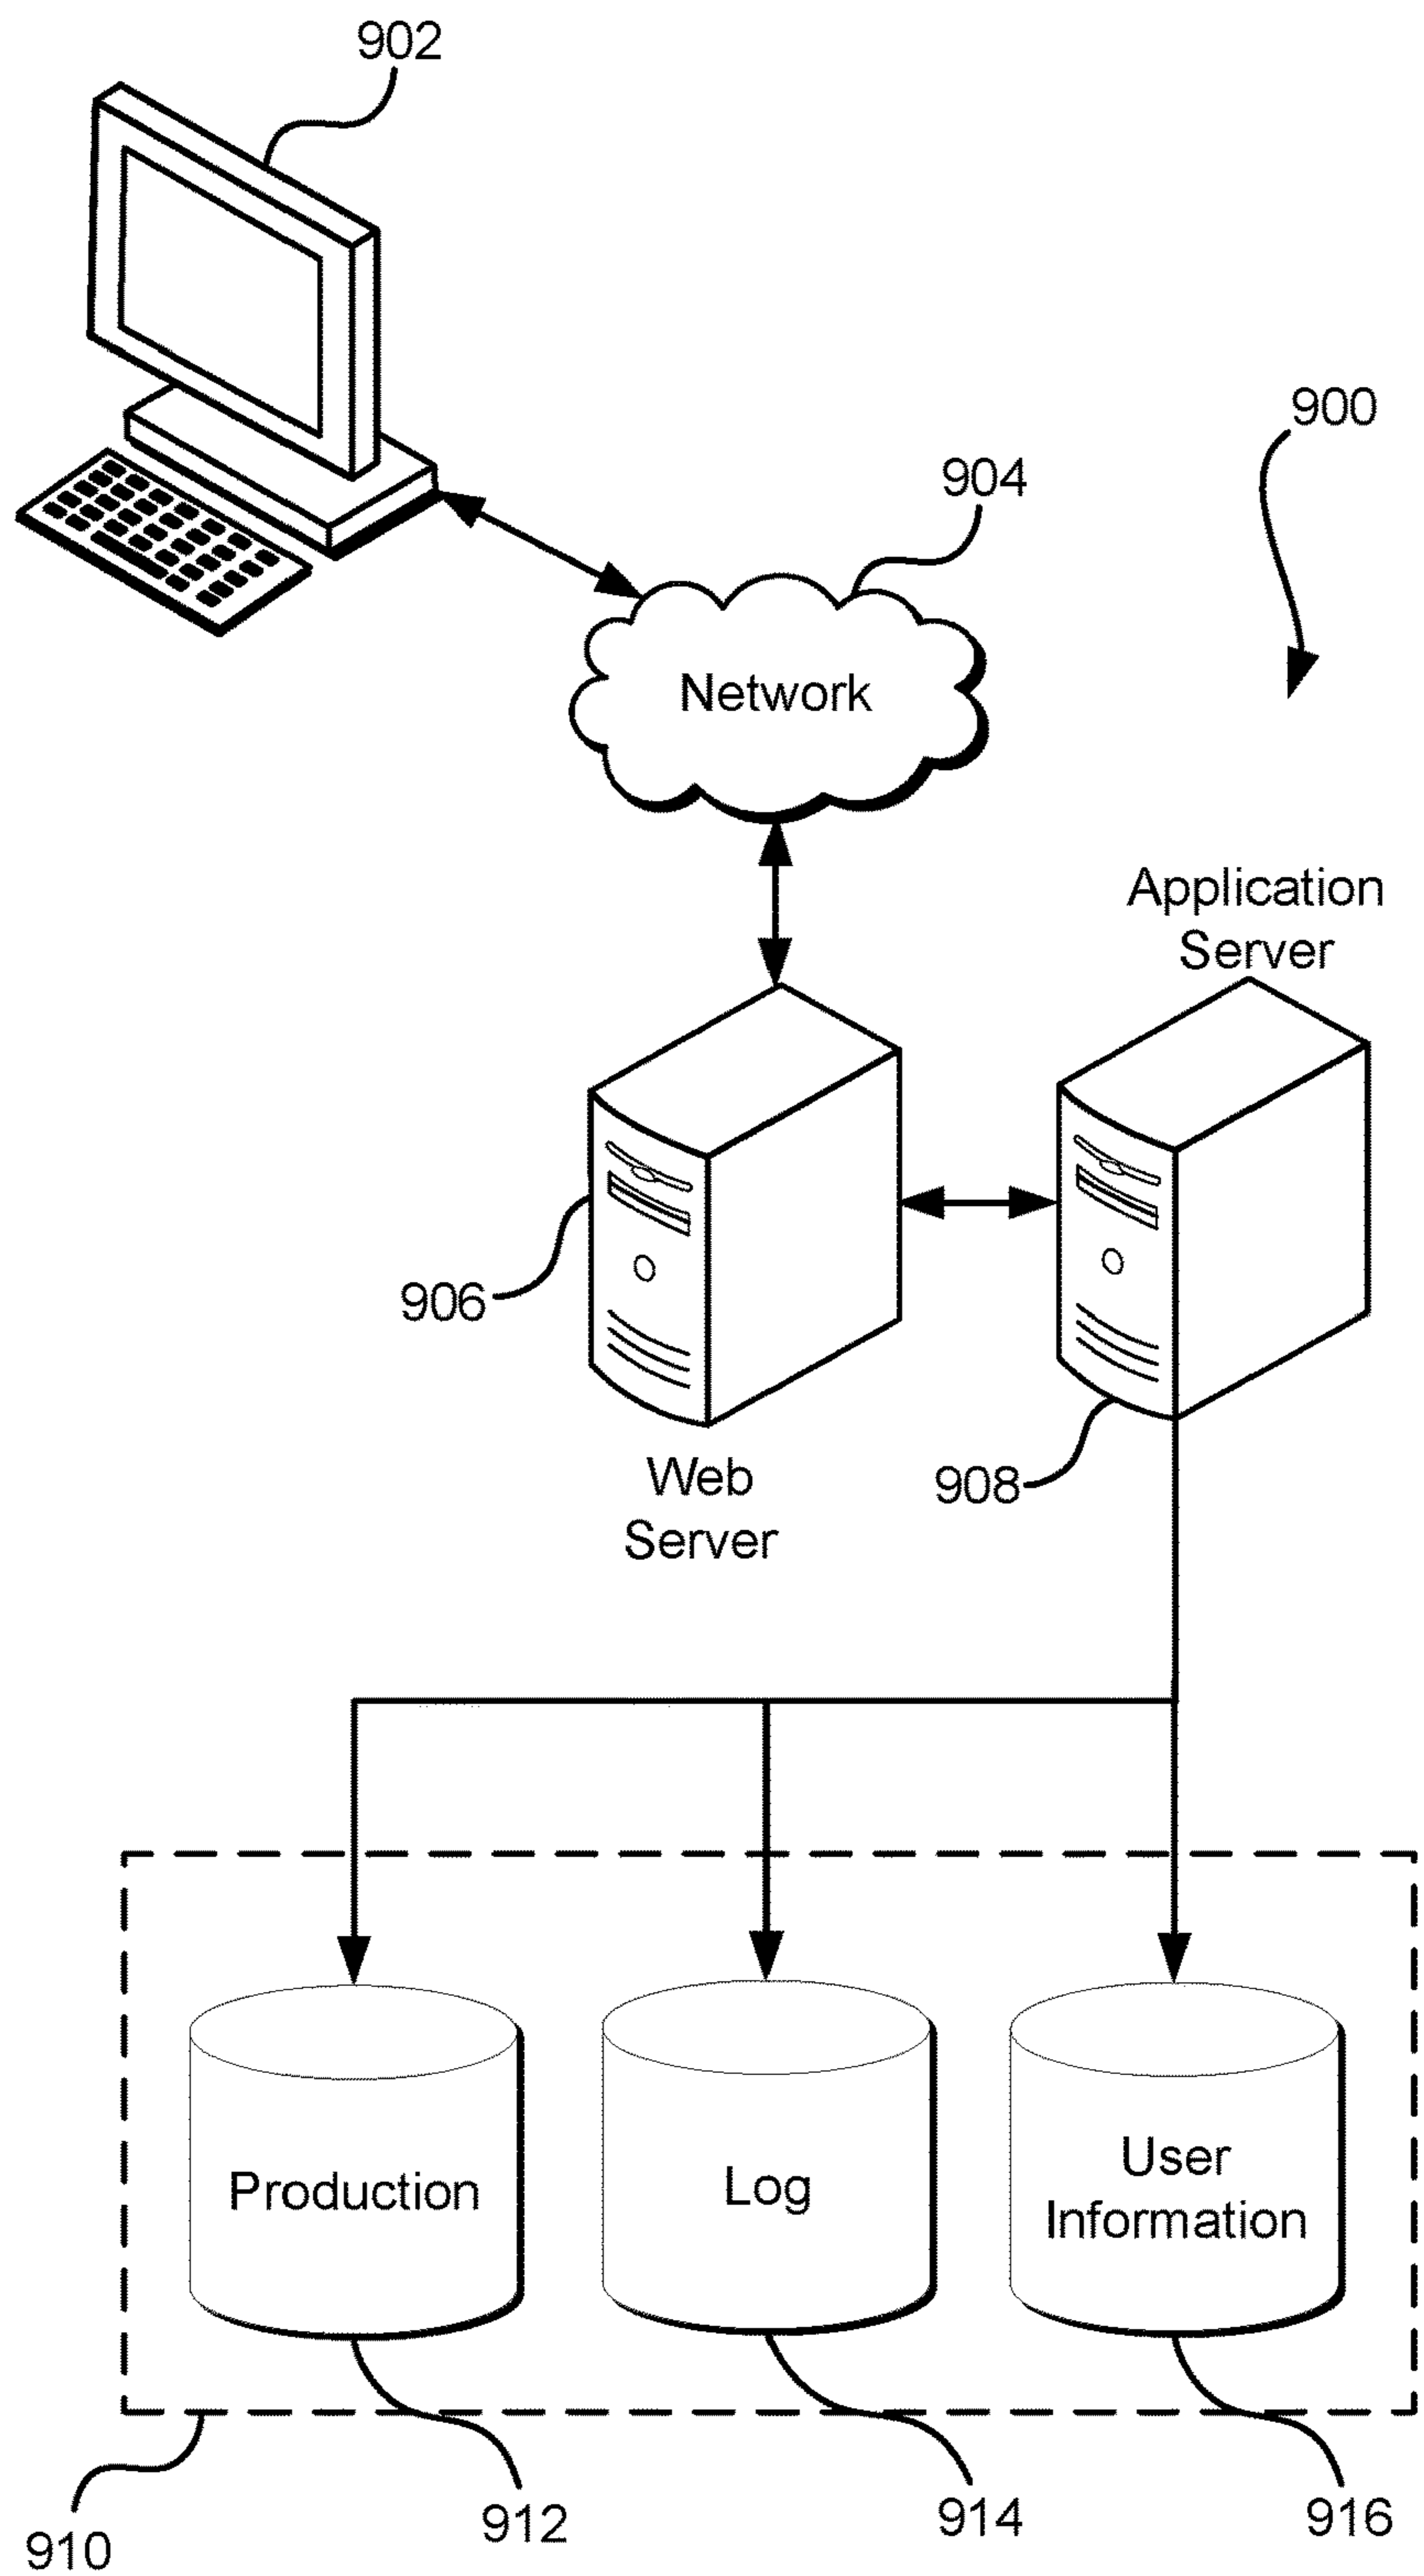 902
900
904
Network
Application
Server
906
908
Web
Server
Production
Log
User
Information
910
912
914
916